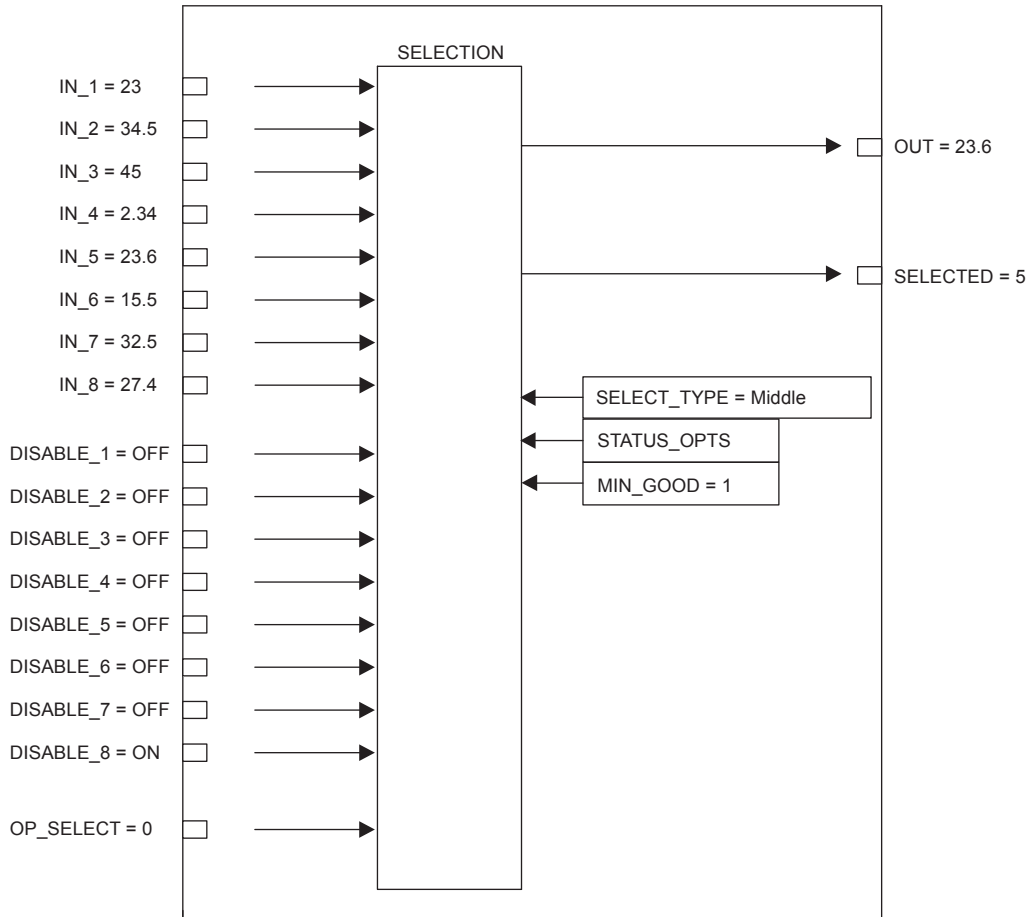 SELECTION
IN_1 = 23
IN_2 = 34.5
IN_3 = 45
IN_4 = 2.34
IN_5 = 23.6
IN_6 = 15.5
IN_7 = 32.5
IN_8 = 27.4
DISABLE_1 = OFF
DISABLE_2 = OFF
DISABLE_3 = OFF
DISABLE_4 = OFF
DISABLE_5 = OFF
DISABLE_6 = OFF
DISABLE_7 = OFF
DISABLE_8 = ON
OP_SELECT = 0
OUT = 23.6
SELECTED = 5
SELECT_TYPE = Middle
STATUS_OPTS
MIN_GOOD = 1